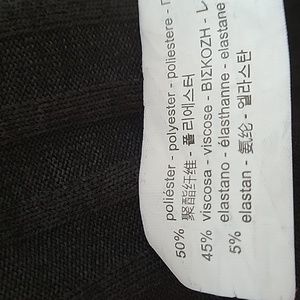 50% poliéster - polyester - poliestere - Π
聚酯纤维 - 폴리에스터
45% viscosa - viscose - ΒΙΣΚΟΖΗ - レ
5% elastano - élasthanne - elastane
elastan - 氨纶 - 엘라스탄